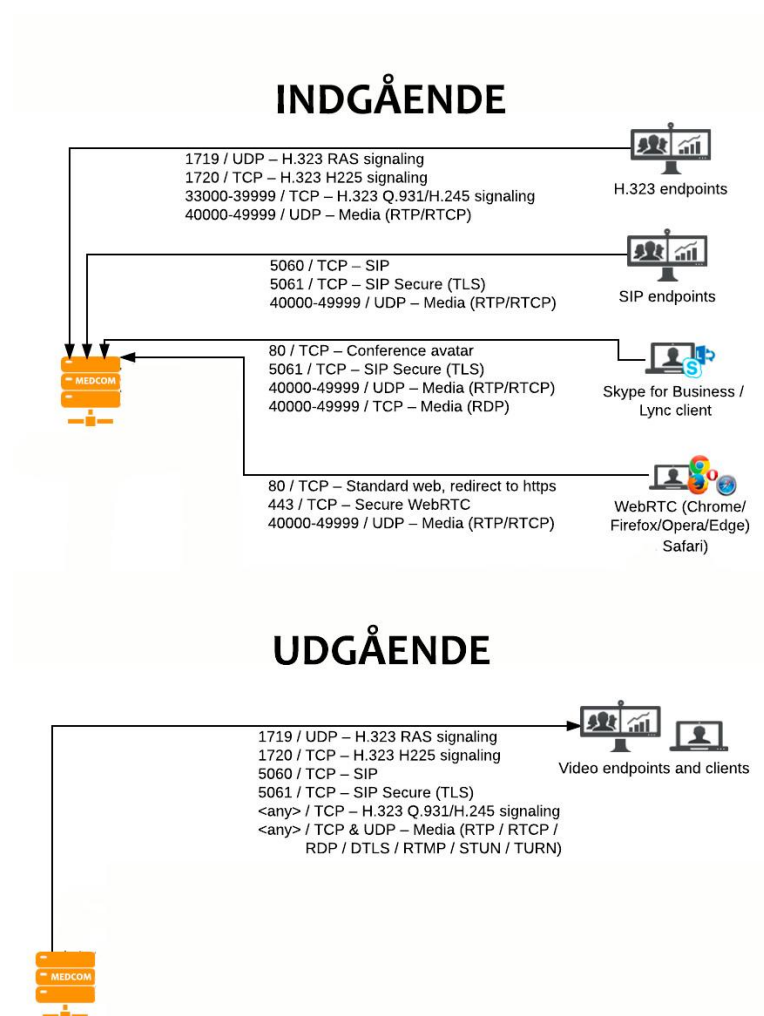 INDGÅENDE
1719 / UDP – H.323 RAS signaling
1720 / TCP – H.323 H225 signaling
33000-39999 / TCP – H.323 Q.931/H.245 signaling
40000-49999 / UDP – Media (RTP/RTCP)
H.323 endpoints
5060 / TCP – SIP
5061 / TCP – SIP Secure (TLS)
40000-49999 / UDP – Media (RTP/RTCP)
SIP endpoints
MEDCOM
80 / TCP – Conference avatar
5061 / TCP – SIP Secure (TLS)
40000-49999 / UDP – Media (RTP/RTCP)
40000-49999 / TCP – Media (RDP)
Skype for Business /
Lync client
80 / TCP – Standard web, redirect to https
443 / TCP – Secure WebRTC
40000-49999 / UDP – Media (RTP/RTCP)
WebRTC (Chrome/
Firefox/Opera/Edge)
Safari)
UDGÅENDE
1719 / UDP – H.323 RAS signaling
1720 / TCP – H.323 H225 signaling
5060 / TCP – SIP
5061 / TCP – SIP Secure (TLS)
<any> / TCP – H.323 Q.931/H.245 signaling
<any> / TCP & UDP – Media (RTP / RTCP /
RDP / DTLS / RTMP / STUN / TURN)
Video endpoints and clients
MEDCOM